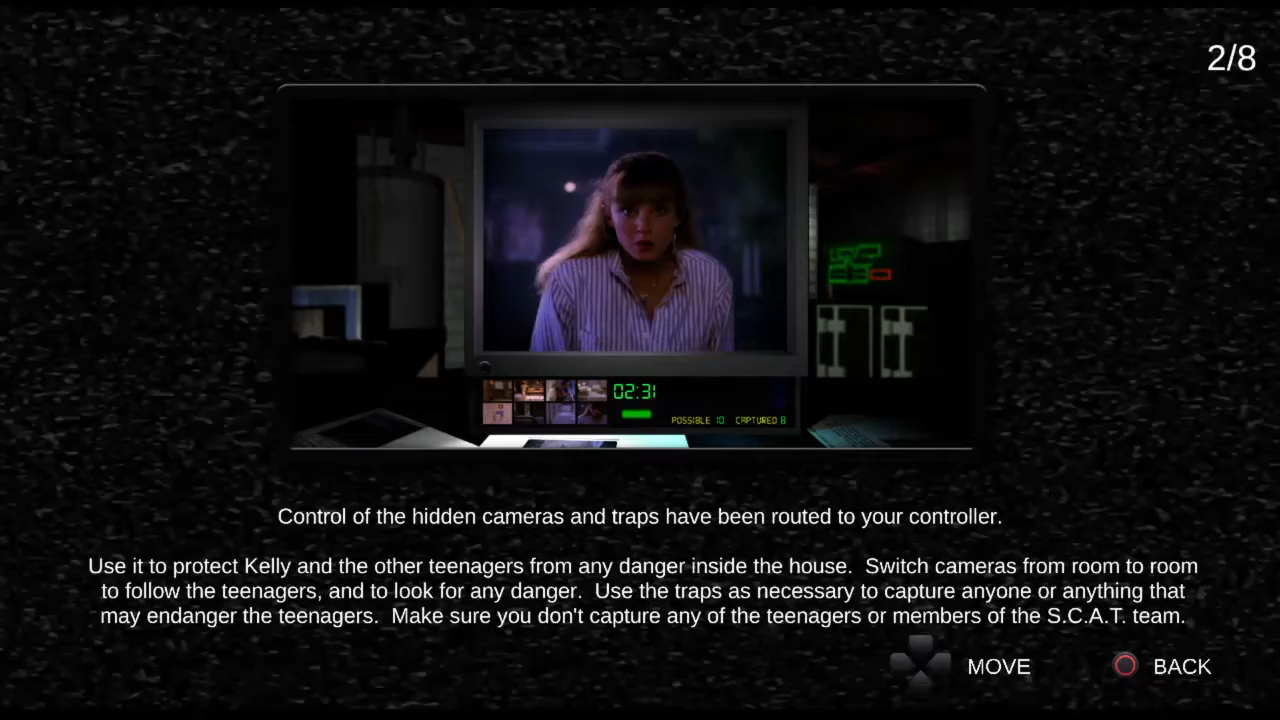 2/8
02:31
POSSIBLE 10 CAPTURED 8
Control of the hidden cameras and traps have been routed to your controller.
Use it to protect Kelly and the other teenagers from any danger inside the house.  Switch cameras from room to room
to follow the teenagers, and to look for any danger.  Use the traps as necessary to capture anyone or anything that
may endanger the teenagers.  Make sure you don't capture any of the teenagers or members of the S.C.A.T. team.
MOVE BACK